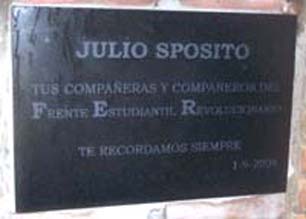 JULIO SPOSITO
TUS COMPAÑERAS Y COMPAÑEROS DEL
FRENTE ESTUDIANTIL REVOLUCIONARIO
TE RECORDAMOS SIEMPRE